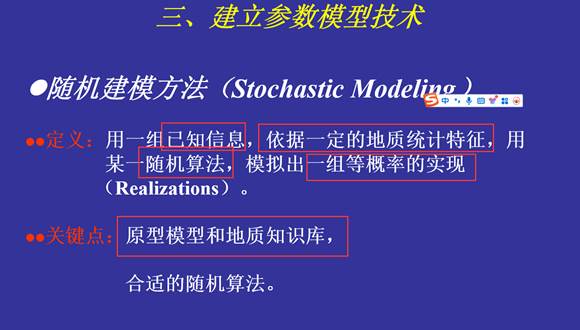 三、建立参数模型技术
●随机建模方法（Stochastic Modeling）
中
●●定义：用一组已知信息，依据一定的地质统计特征，用
某一随机算法，模拟出一组等概率的实现
（Realizations）。
●●关键点：原型模型和地质知识库，
合适的随机算法。